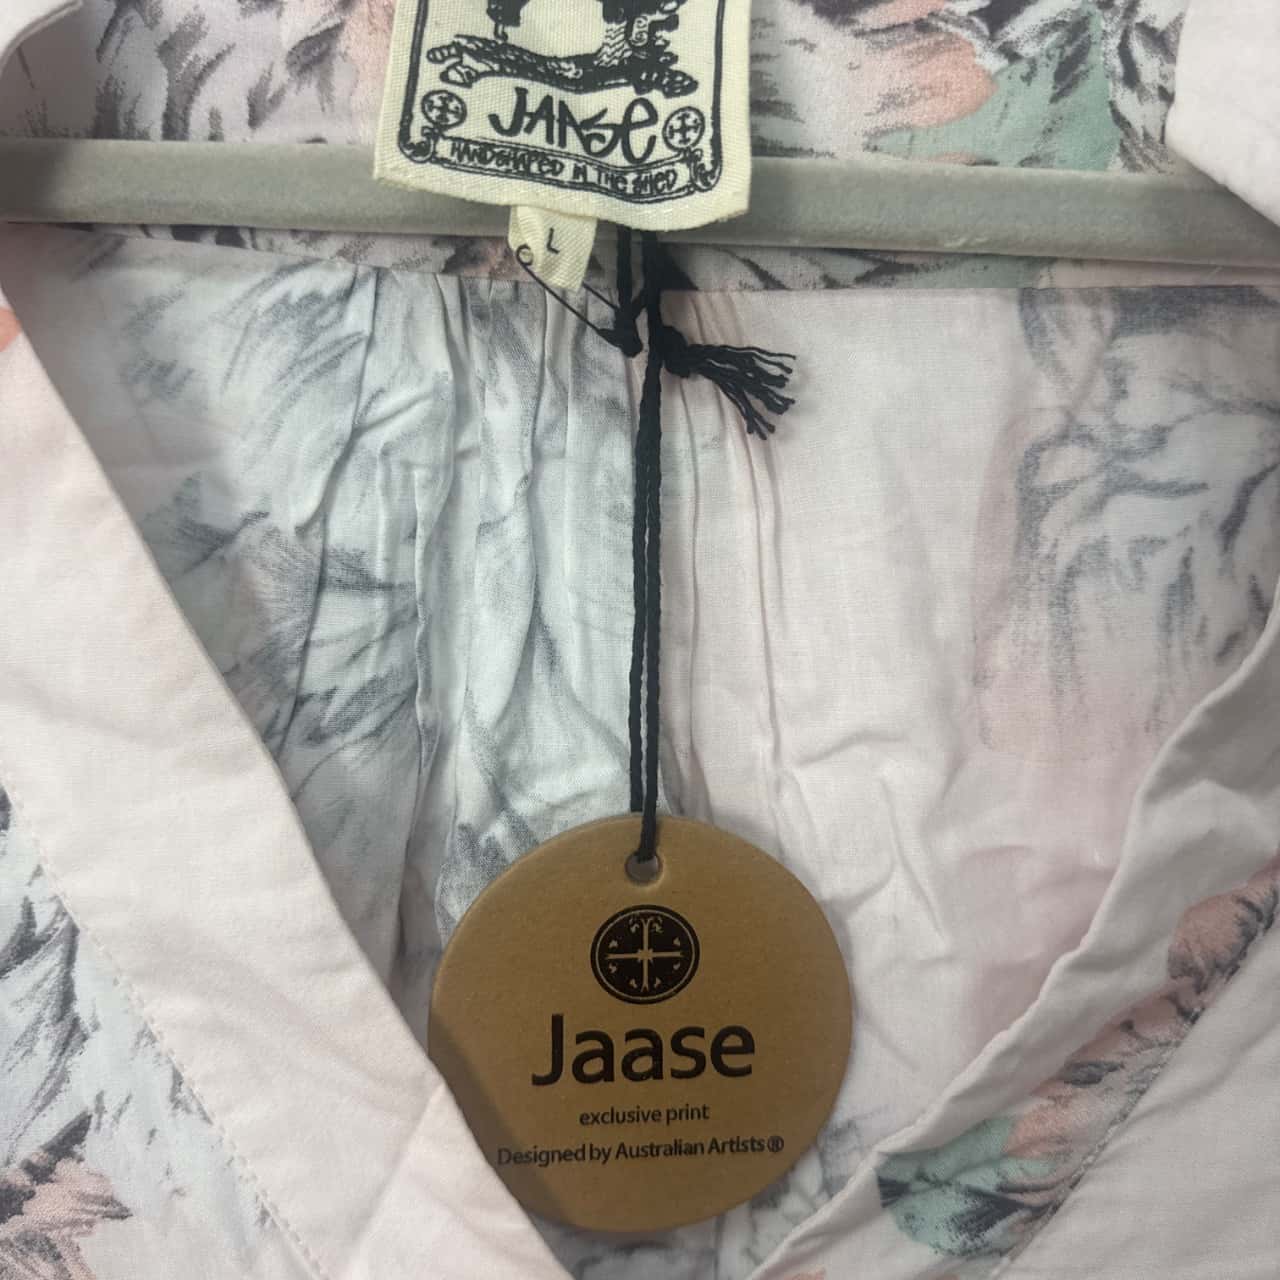 JAASE
HANDSHAPED IN THE SHED
L
Jaase
exclusive print
Designed by Australian Artists®